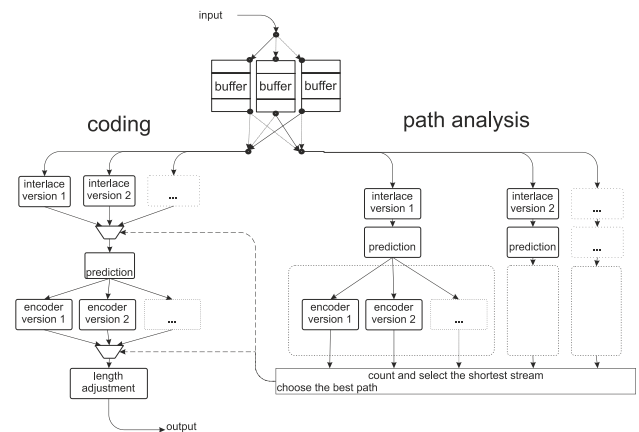 input
buffer
buffer
buffer
coding
path analysis
interlace
version 1
interlace
version 2
...
interlace
version 1
interlace
version 2
...
prediction
prediction
...
prediction
encoder
version 1
encoder
version 2
...
encoder
version 1
encoder
version 2
...
length
adjustment
count and select the shortest stream
choose the best path
output